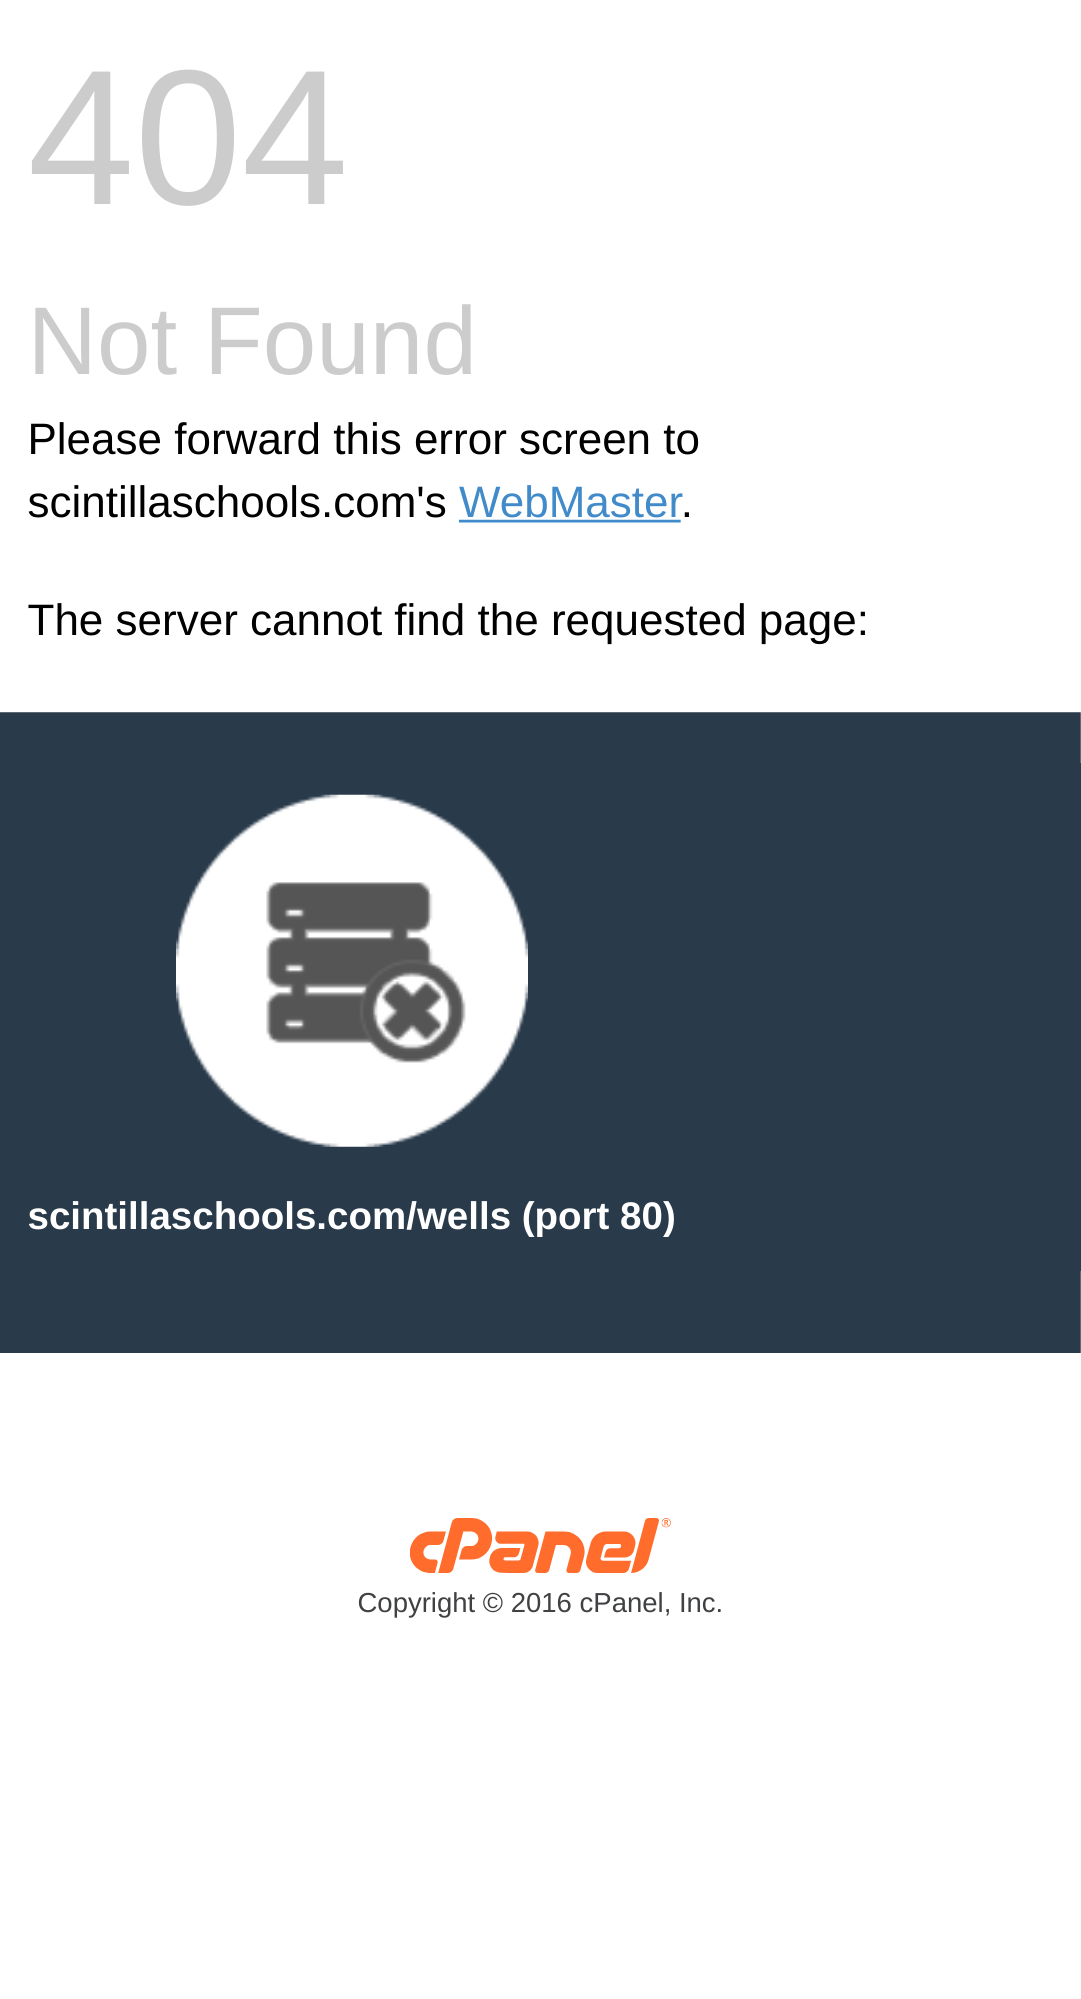 404
Not Found
Please forward this error screen to
scintillaschools.com's WebMaster.
The server cannot find the requested page:
scintillaschools.com/wells (port 80)
cPanel®
Copyright © 2016 cPanel, Inc.